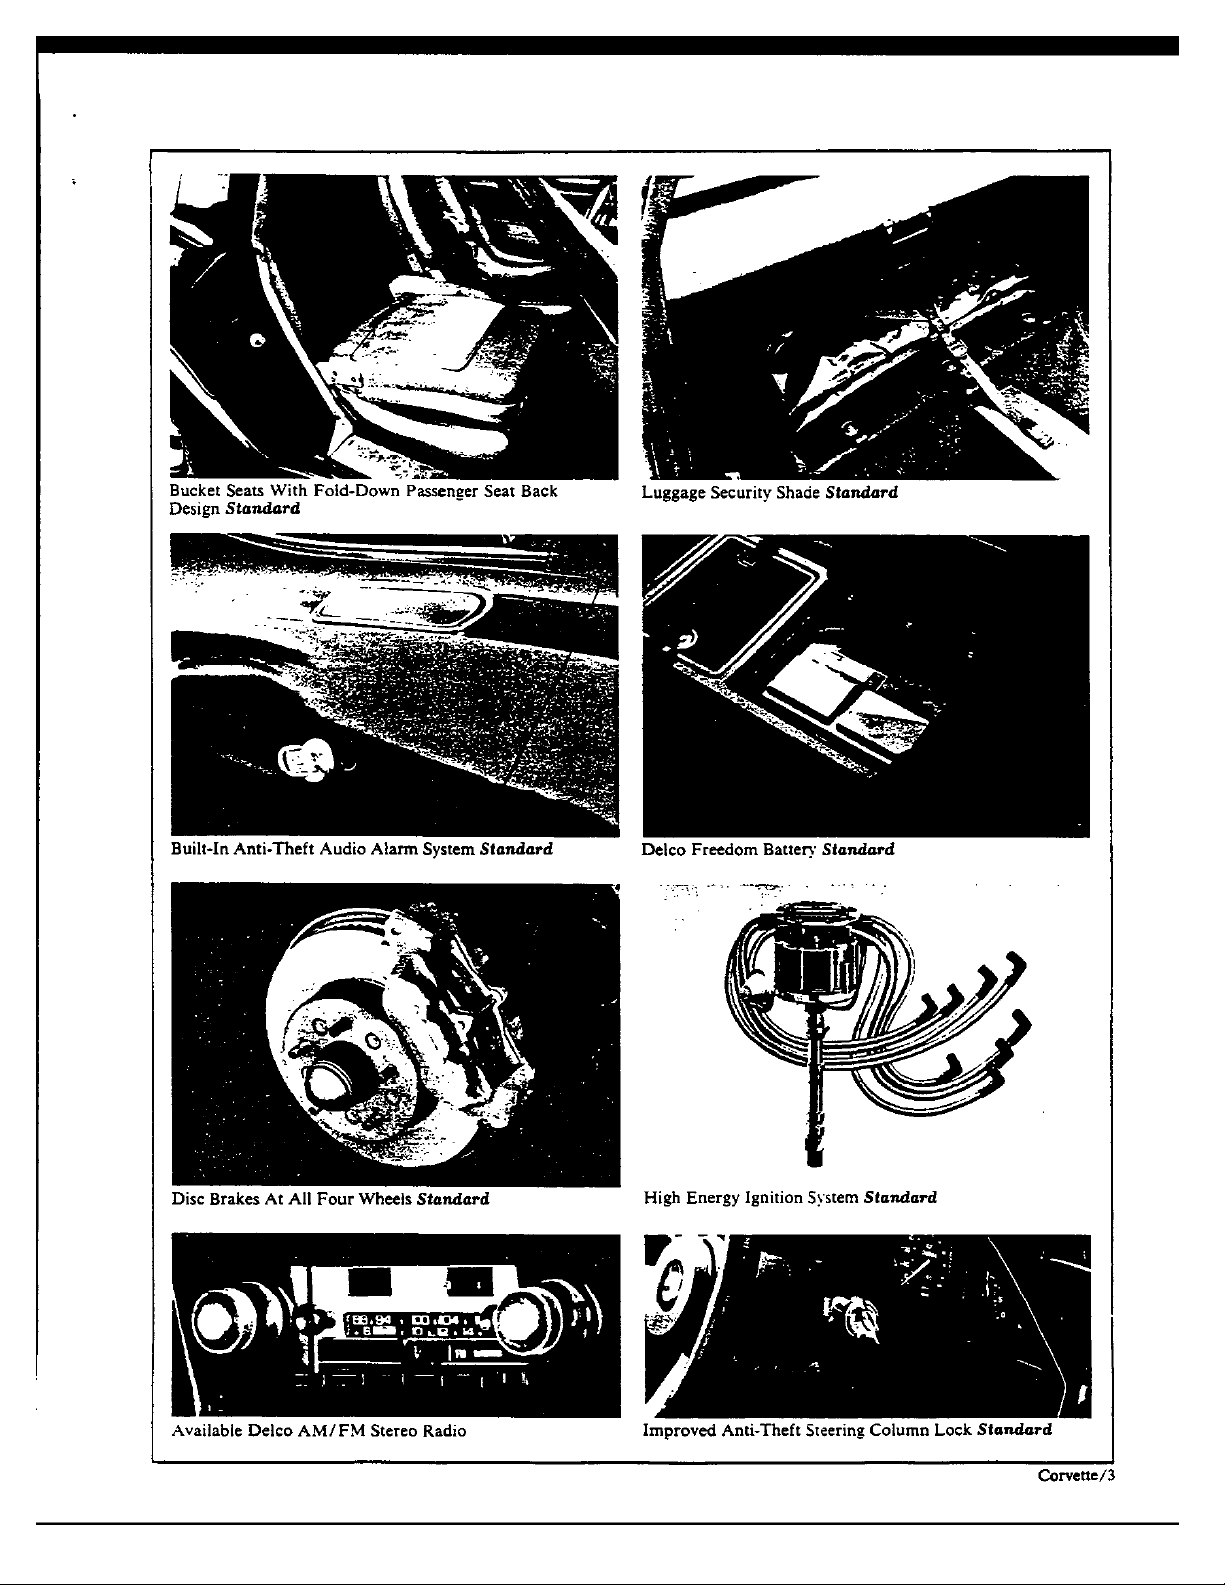 Bucket Seats With Fold-Down Passenger Seat Back
Design Standard
Luggage Security Shade Standard
Built-In Anti-Theft Audio Alarm System Standard
Delco Freedom Battery Standard
Disc Brakes At All Four Wheels Standard
High Energy Ignition System Standard
Available Delco AM/FM Stereo Radio
Improved Anti-Theft Steering Column Lock Standard
Corvette/3